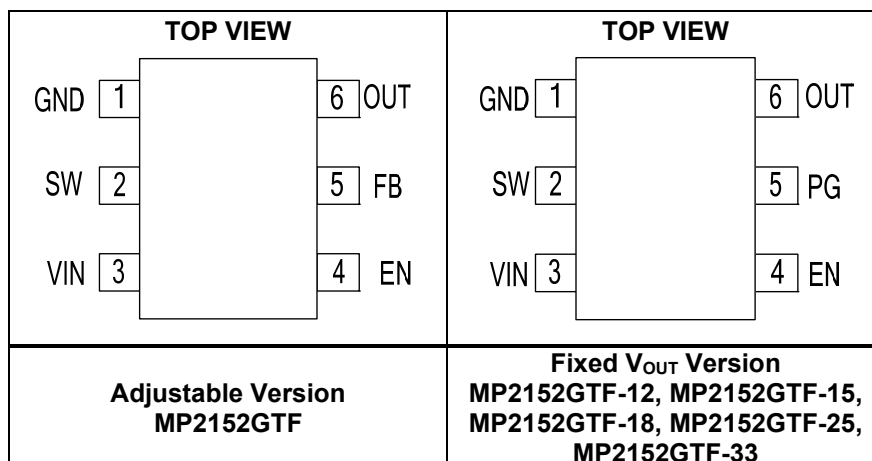 TOP VIEW
GND 1 6 OUT
SW 2 5 FB
VIN 3 4 EN
Adjustable Version
MP2152GTF
TOP VIEW
GND 1 6 OUT
SW 2 5 PG
VIN 3 4 EN
Fixed VOUT Version
MP2152GTF-12, MP2152GTF-15,
MP2152GTF-18, MP2152GTF-25,
MP2152GTF-33